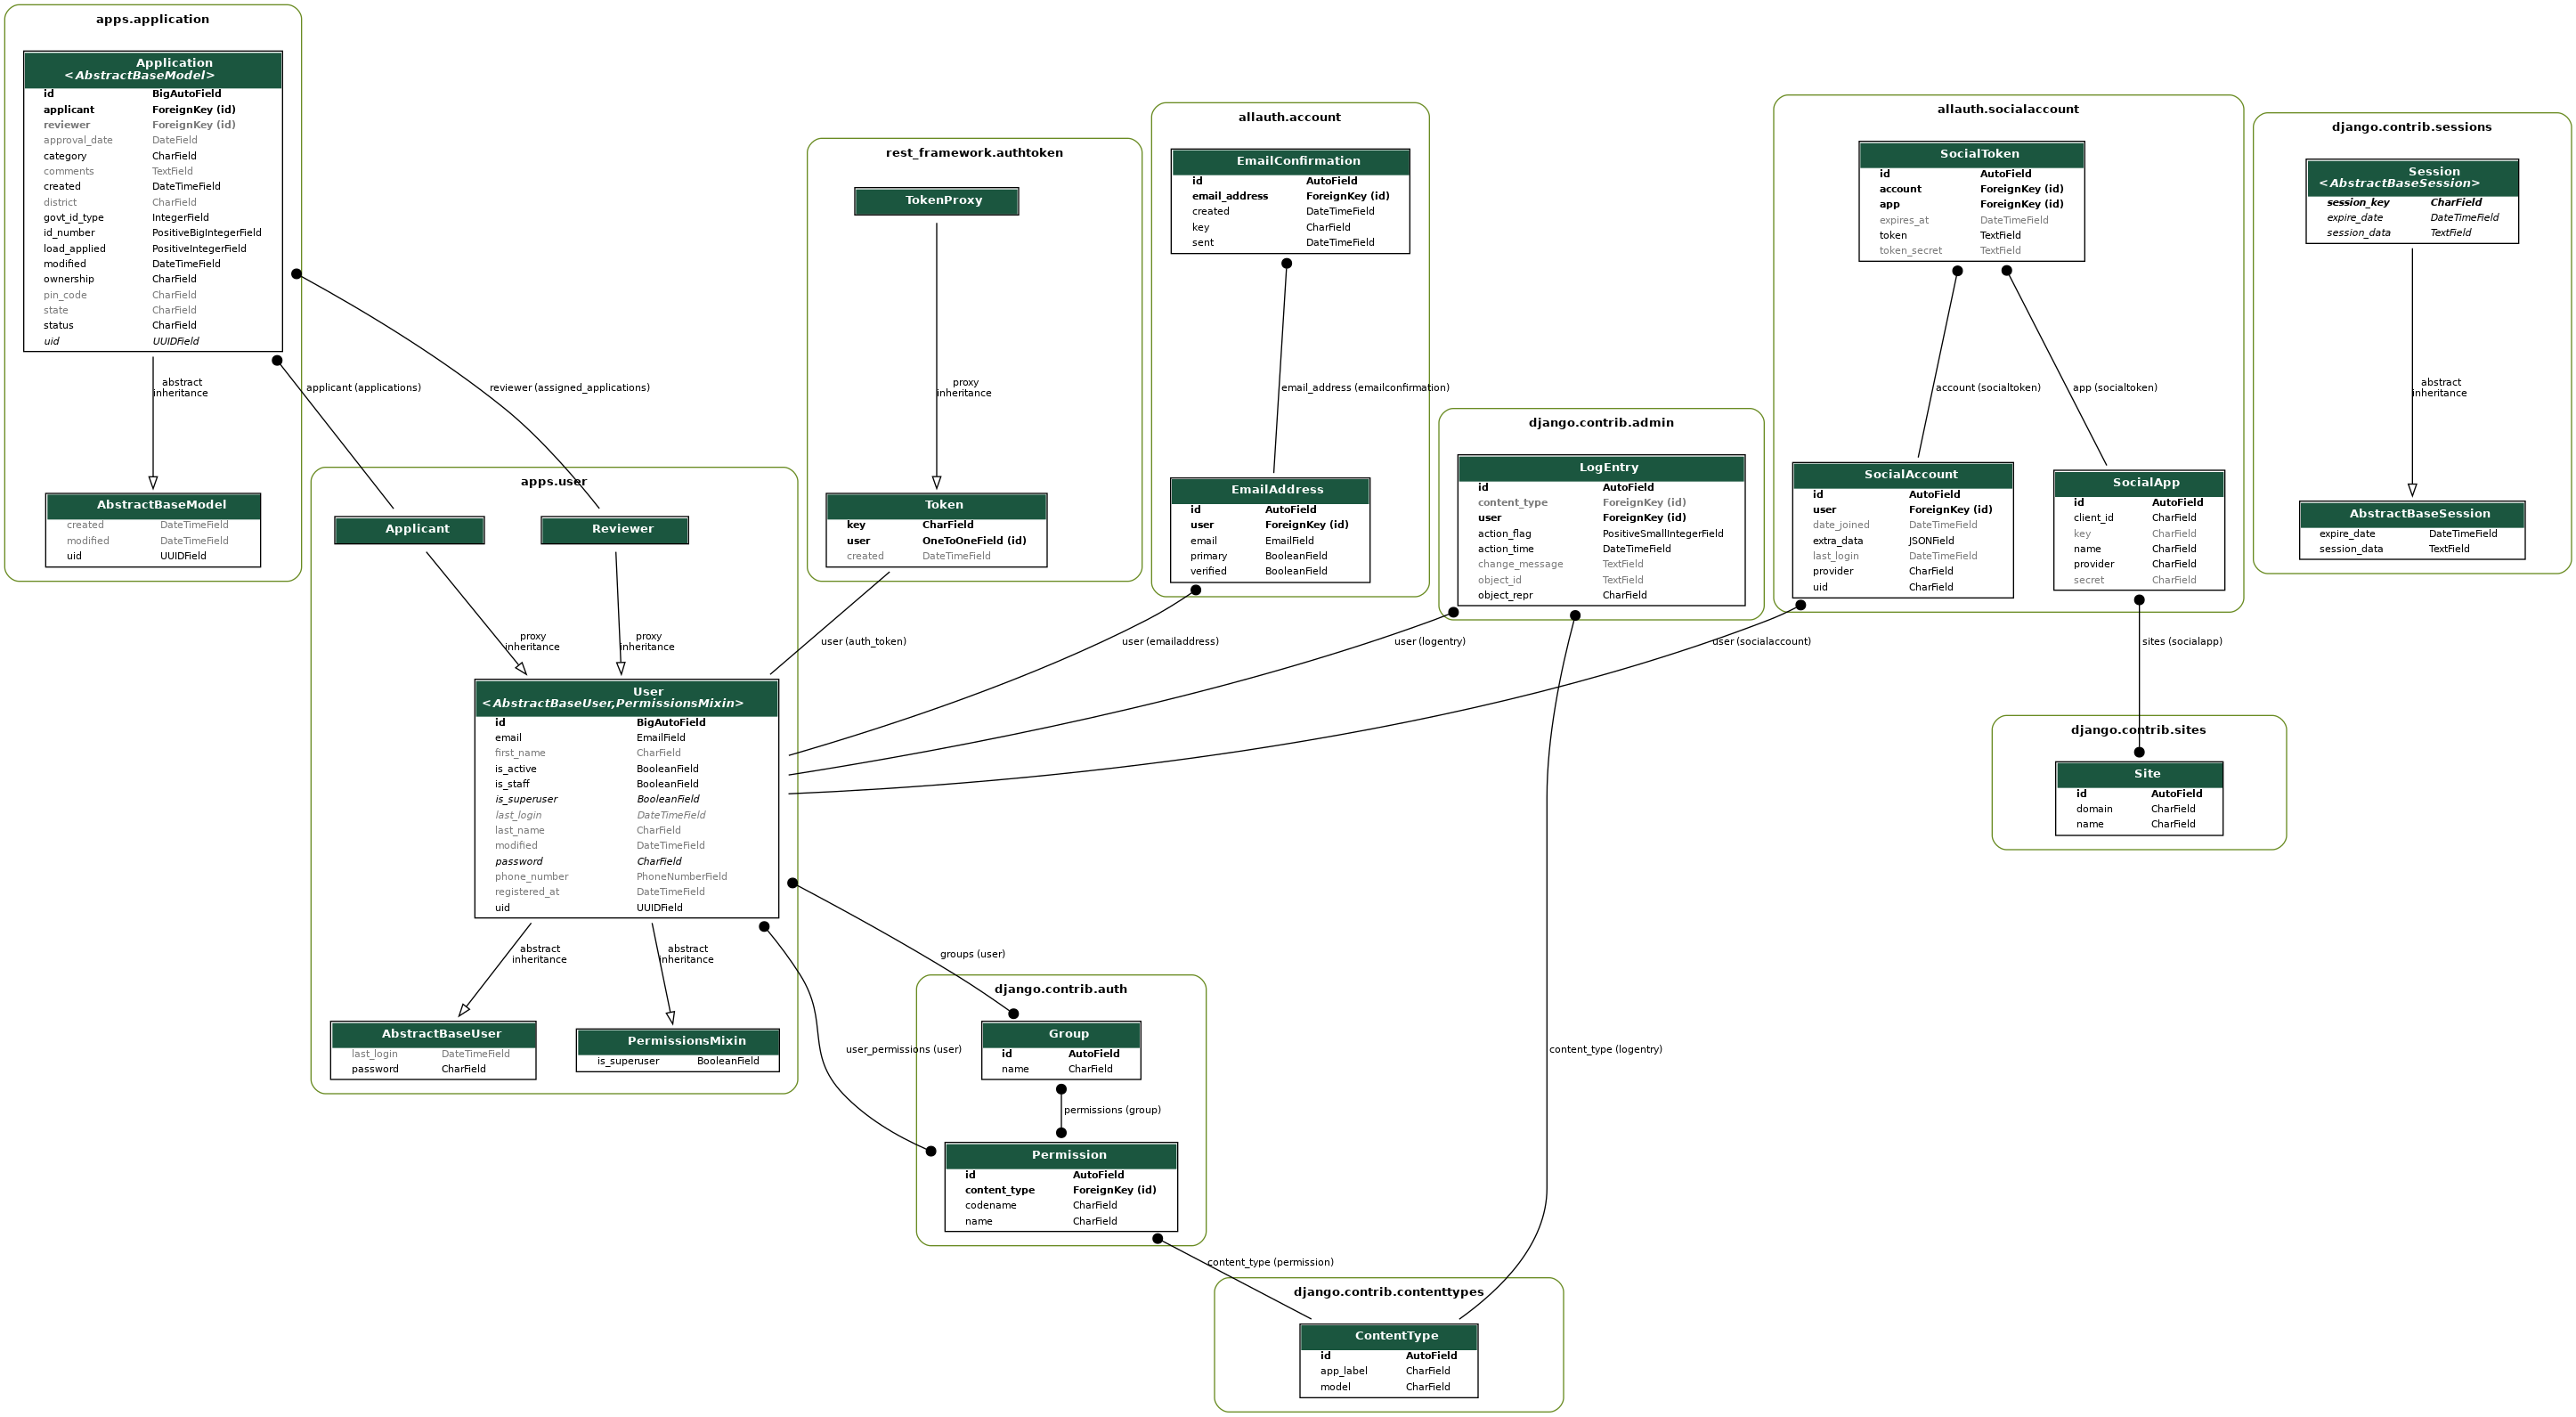 apps.application
Application
<AbstractBaseModel>
id BigAutoField
applicant ForeignKey (id)
reviewer ForeignKey (id)
approval_date DateField
category CharField
comments TextField
created DateTimeField
district CharField
govt_id_type IntegerField
id_number PositiveBigIntegerField
load_applied PositiveIntegerField
modified DateTimeField
ownership CharField
pin_code CharField
state CharField
status CharField
uid UUIDField
abstract
inheritance
applicant (applications)
reviewer (assigned_applications)
AbstractBaseModel
created DateTimeField
modified DateTimeField
uid UUIDField
apps.user
Applicant
Reviewer
proxy
inheritance
proxy
inheritance
User
<AbstractBaseUser,PermissionsMixin>
id BigAutoField
email EmailField
first_name CharField
is_active BooleanField
is_staff BooleanField
is_superuser BooleanField
last_login DateTimeField
last_name CharField
modified DateTimeField
password CharField
phone_number PhoneNumberField
registered_at DateTimeField
uid UUIDField
abstract
inheritance
abstract
inheritance
AbstractBaseUser
last_login DateTimeField
password CharField
PermissionsMixin
is_superuser BooleanField
rest_framework.authtoken
TokenProxy
proxy
inheritance
Token
key CharField
user OneToOneField (id)
created DateTimeField
user (auth_token)
allauth.account
EmailConfirmation
id AutoField
email_address ForeignKey (id)
created DateTimeField
key CharField
sent DateTimeField
email_address (emailconfirmation)
EmailAddress
id AutoField
user ForeignKey (id)
email EmailField
primary BooleanField
verified BooleanField
user (emailaddress)
django.contrib.admin
LogEntry
id AutoField
content_type ForeignKey (id)
user ForeignKey (id)
action_flag PositiveSmallIntegerField
action_time DateTimeField
change_message TextField
object_id TextField
object_repr CharField
user (logentry)
allauth.socialaccount
SocialToken
id AutoField
account ForeignKey (id)
app ForeignKey (id)
expires_at DateTimeField
token TextField
token_secret TextField
account (socialtoken)
app (socialtoken)
SocialAccount
id AutoField
user ForeignKey (id)
date_joined DateTimeField
extra_data JSONField
last_login DateTimeField
provider CharField
uid CharField
SocialApp
id AutoField
client_id CharField
key CharField
name CharField
provider CharField
secret CharField
user (socialaccount)
sites (socialapp)
django.contrib.sessions
Session
<AbstractBaseSession>
session_key CharField
expire_date DateTimeField
session_data TextField
abstract
inheritance
AbstractBaseSession
expire_date DateTimeField
session_data TextField
django.contrib.sites
Site
id AutoField
domain CharField
name CharField
groups (user)
user_permissions (user)
django.contrib.auth
Group
id AutoField
name CharField
permissions (group)
Permission
id AutoField
content_type ForeignKey (id)
codename CharField
name CharField
content_type (logentry)
content_type (permission)
django.contrib.contenttypes
ContentType
id AutoField
app_label CharField
model CharField